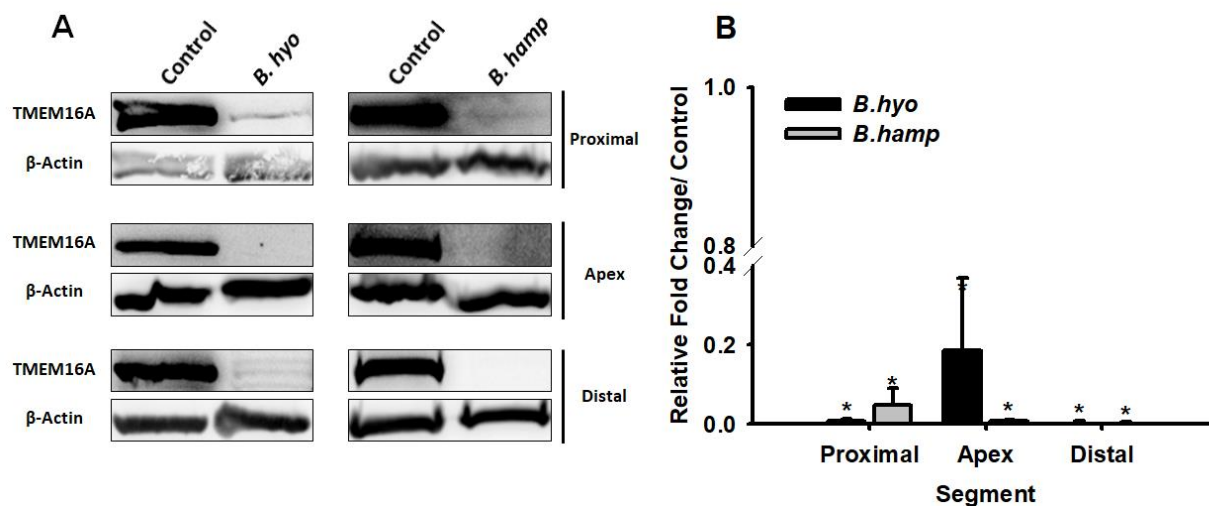 A
Control
B. hyo
Control
B. hamp
TMEM16A
β-Actin
Proximal
TMEM16A
β-Actin
Apex
TMEM16A
β-Actin
Distal
B
Relative Fold Change/ Control
1.0
0.8
0.4
0.2
0.0
B.hyo
B.hamp
*
*
*
*
*
*
Proximal
Apex
Distal
Segment